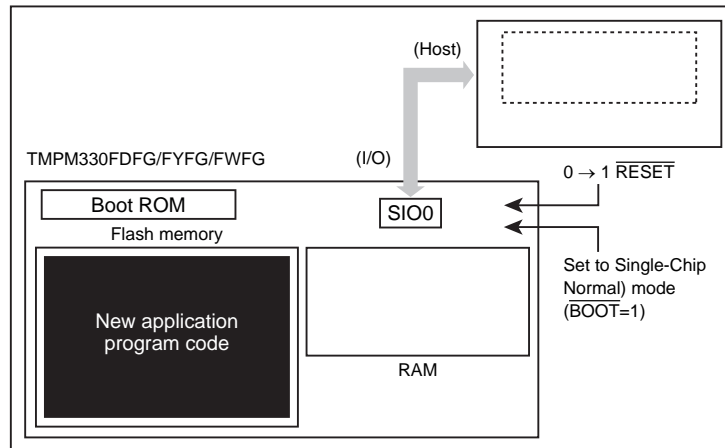 (Host)
TMPM330FDFG/FYFG/FWFG
(I/O)
0 → 1 RESET
Boot ROM
SIO0
Flash memory
Set to Single-Chip
Normal) mode
(BOOT=1)
New application
program code
RAM